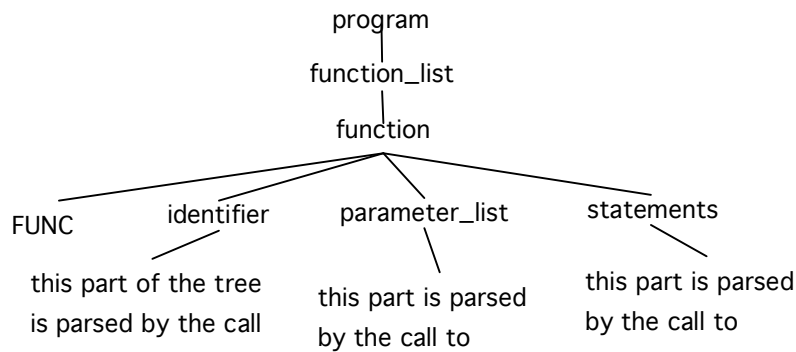 program
function_list
function
FUNC
identifier
parameter_list
statements
this part of the tree
is parsed by the call
this part is parsed
by the call to
this part is parsed
by the call to